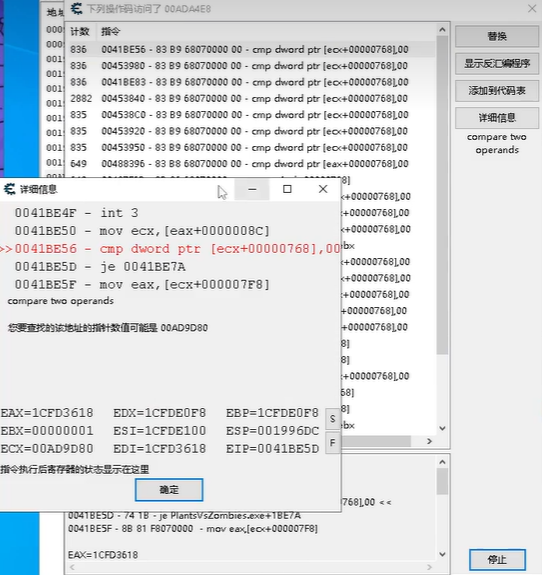 地址
下列操作码访问了 00ADA4E8
计数 指令
836 0041BE56 - 83 B9 68070000 00 - cmp dword ptr [ecx+00000768],00
836 00453980 - 83 B9 68070000 00 - cmp dword ptr [ecx+00000768],00
836 0041BE83 - 83 B9 68070000 00 - cmp dword ptr [ecx+00000768],00
2882 00453840 - 83 B9 68070000 00 - cmp dword ptr [ecx+00000768],00
835 004538C0 - 83 B9 68070000 00 - cmp dword ptr [ecx+00000768],00
835 00453920 - 83 B9 68070000 00 - cmp dword ptr [ecx+00000768],00
835 00453950 - 83 B9 68070000 00 - cmp dword ptr [ecx+00000768],00
649 00488396 - 83 B8 68070000 00 - cmp dword ptr [eax+00000768],00
替换
显示反汇编程序
添加到代码表
详细信息
compare two
operands
详细信息
0041BE4F - int 3
0041BE50 - mov ecx,[eax+0000008C]
>>0041BE56 - cmp dword ptr [ecx+00000768],00
0041BE5D - je 0041BE7A
0041BE5F - mov eax,[ecx+000007F8]
compare two operands
您要查找的该地址的指针数值可能是 00AD9D80
EAX=1CFD3618 EDX=1CFDE0F8 EBP=1CFDE0F8
EBX=00000001 ESI=1CFDE100 ESP=001996DC
ECX=00AD9D80 EDI=1CFD3618 EIP=0041BE5D
S
F
指令执行后寄存器的状态显示在这里
确定
768],00 <<
0041BE5D - 74 1B - je PlantsVsZombies.exe+1BE7A
0041BE5F - 8B 81 F8070000 - mov eax,[ecx+000007F8]
EAX=1CFD3618
停止